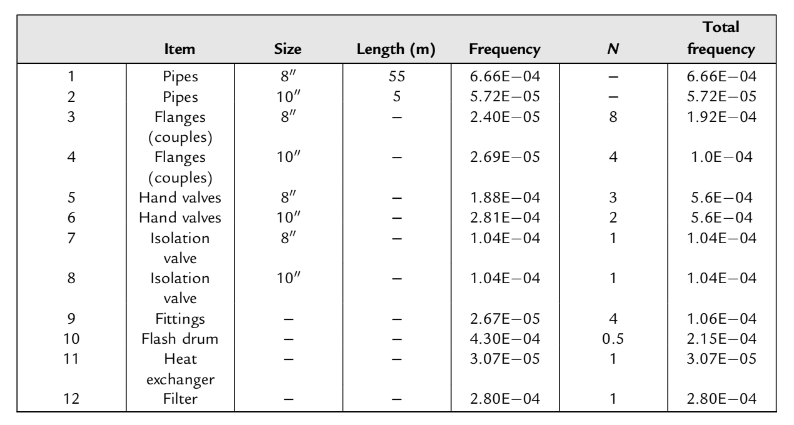 Item Size Length (m) Frequency N Total frequency
1 Pipes 8″ 55 6.66E−04 – 6.66E−04
2 Pipes 10″ 5 5.72E−05 – 5.72E−05
3 Flanges (couples) 8″ – 2.40E−05 8 1.92E−04
4 Flanges (couples) 10″ – 2.69E−05 4 1.0E−04
5 Hand valves 8″ – 1.88E−04 3 5.6E−04
6 Hand valves 10″ – 2.81E−04 2 5.6E−04
7 Isolation valve 8″ – 1.04E−04 1 1.04E−04
8 Isolation valve 10″ – 1.04E−04 1 1.04E−04
9 Fittings – – 2.67E−05 4 1.06E−04
10 Flash drum – – 4.30E−04 0.5 2.15E−04
11 Heat exchanger – – 3.07E−05 1 3.07E−05
12 Filter – – 2.80E−04 1 2.80E−04